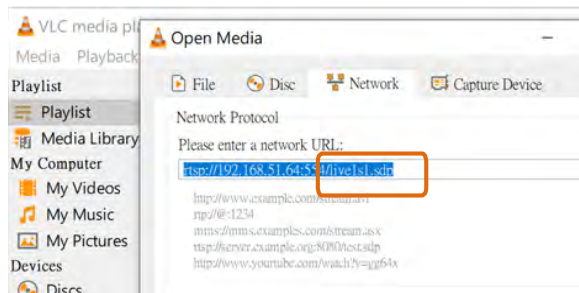 VLC media pl
Open Media
Media Playback
File Disc Network Capture Device
Playlist
Playlist
Media Library
My Computer
My Videos
My Music
My Pictures
Devices
Discs
Network Protocol
Please enter a network URL:
rtsp://192.168.51.64:554/live1s1.sdp
http://www.example.com/stream.avi
rtp://@:1234
mms://mms.examples.com/stream.asx
rtsp://server.example.org:8080/test.sdp
http://www.yourtube.com/watch?v=gg64x